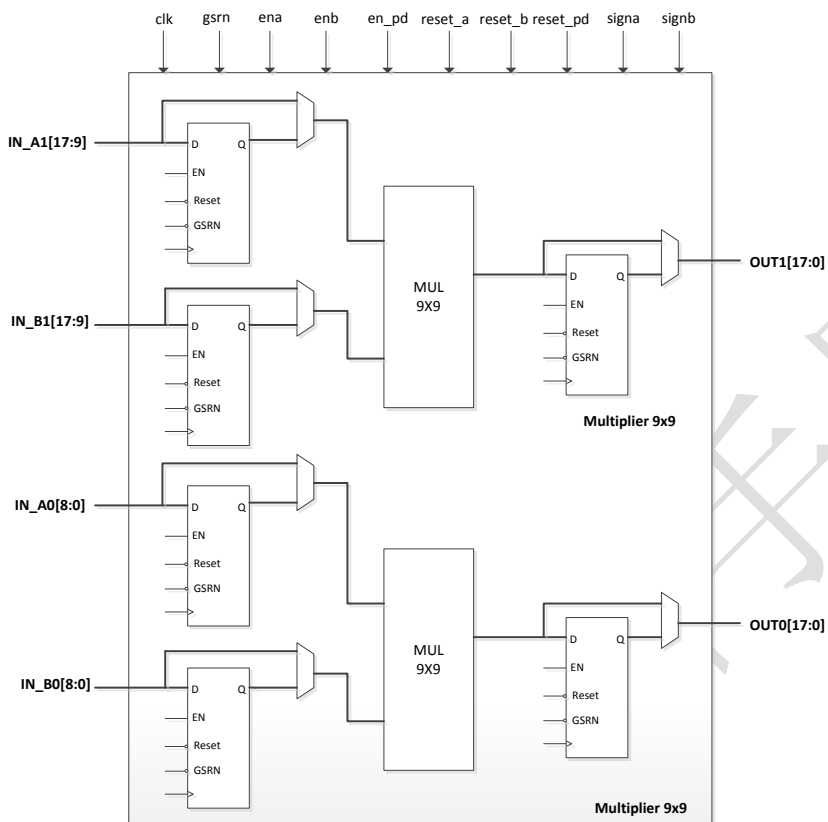 clk gsrn ena enb en_pd reset_a reset_b reset_pd signa signb
IN_A1[17:9]
D Q
EN
Reset
GSRN
IN_B1[17:9]
D Q
EN
Reset
GSRN
MUL
9X9
D Q
EN
Reset
GSRN
OUT1[17:0]
Multiplier 9x9
IN_A0[8:0]
D Q
EN
Reset
GSRN
IN_B0[8:0]
D Q
EN
Reset
GSRN
MUL
9X9
D Q
EN
Reset
GSRN
OUT0[17:0]
Multiplier 9x9